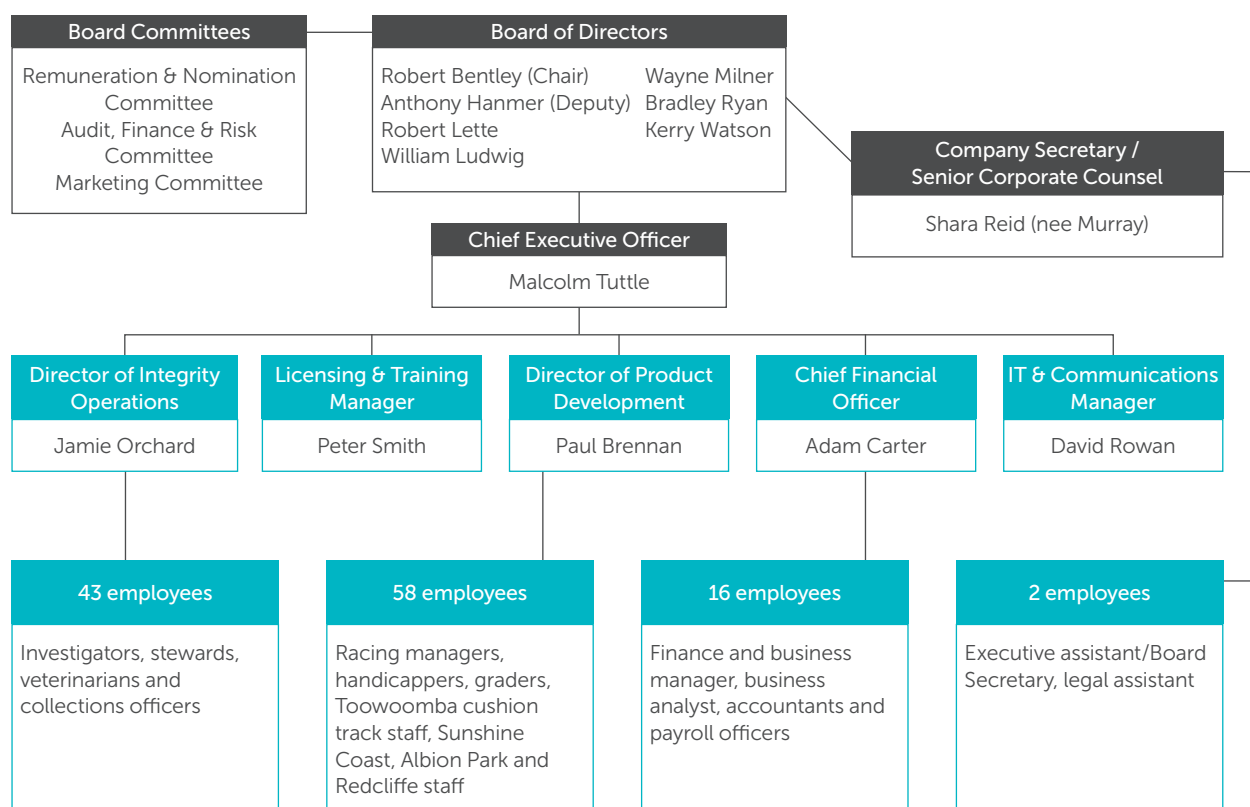 Board Committees
Remuneration & Nomination
Committee
Audit, Finance & Risk
Committee
Marketing Committee
Board of Directors
Robert Bentley (Chair)
Anthony Hanmer (Deputy)
Robert Lette
William Ludwig
Wayne Milner
Bradley Ryan
Kerry Watson
Company Secretary /
Senior Corporate Counsel
Shara Reid (nee Murray)
Chief Executive Officer
Malcolm Tuttle
Director of Integrity
Operations
Jamie Orchard
Licensing & Training
Manager
Peter Smith
Director of Product
Development
Paul Brennan
Chief Financial
Officer
Adam Carter
IT & Communications
Manager
David Rowan
43 employees
Investigators, stewards,
veterinarians and
collections officers
58 employees
Racing managers,
handicappers, graders,
Toowoomba cushion
track staff, Sunshine
Coast, Albion Park and
Redcliffe staff
16 employees
Finance and business
manager, business
analyst, accountants and
payroll officers
2 employees
Executive assistant/Board
Secretary, legal assistant